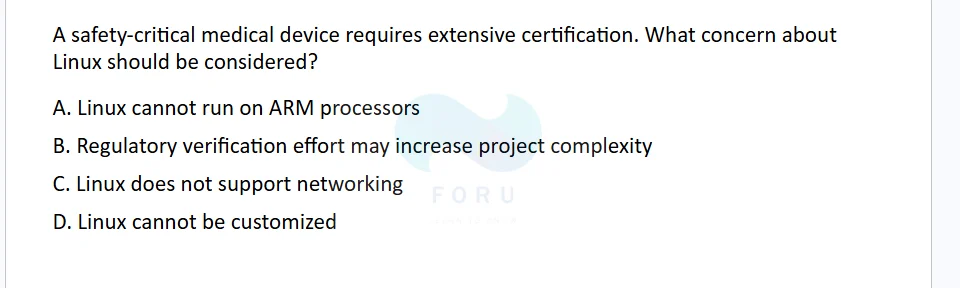 A safety-critical medical device requires extensive certification. What concern about
Linux should be considered?
A. Linux cannot run on ARM processors
B. Regulatory verification effort may increase project complexity
C. Linux does not support networking
FORU
D. Linux cannot be customized